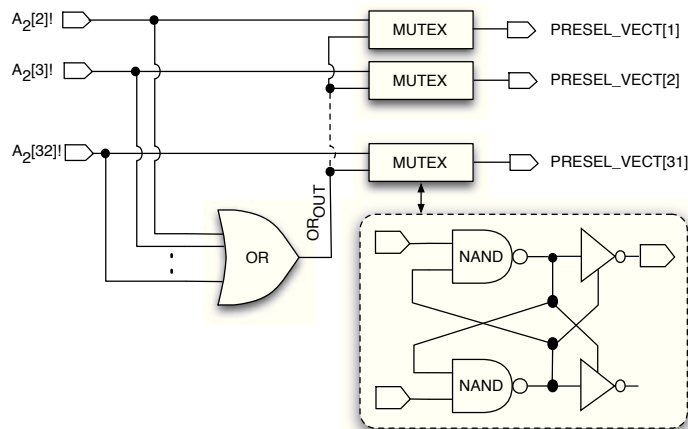 A2[2]! MUTEX PRESEL_VECT[1]
A2[3]! MUTEX PRESEL_VECT[2]
A2[32]! MUTEX PRESEL_VECT[31]
OROUT
OR
NAND
NAND